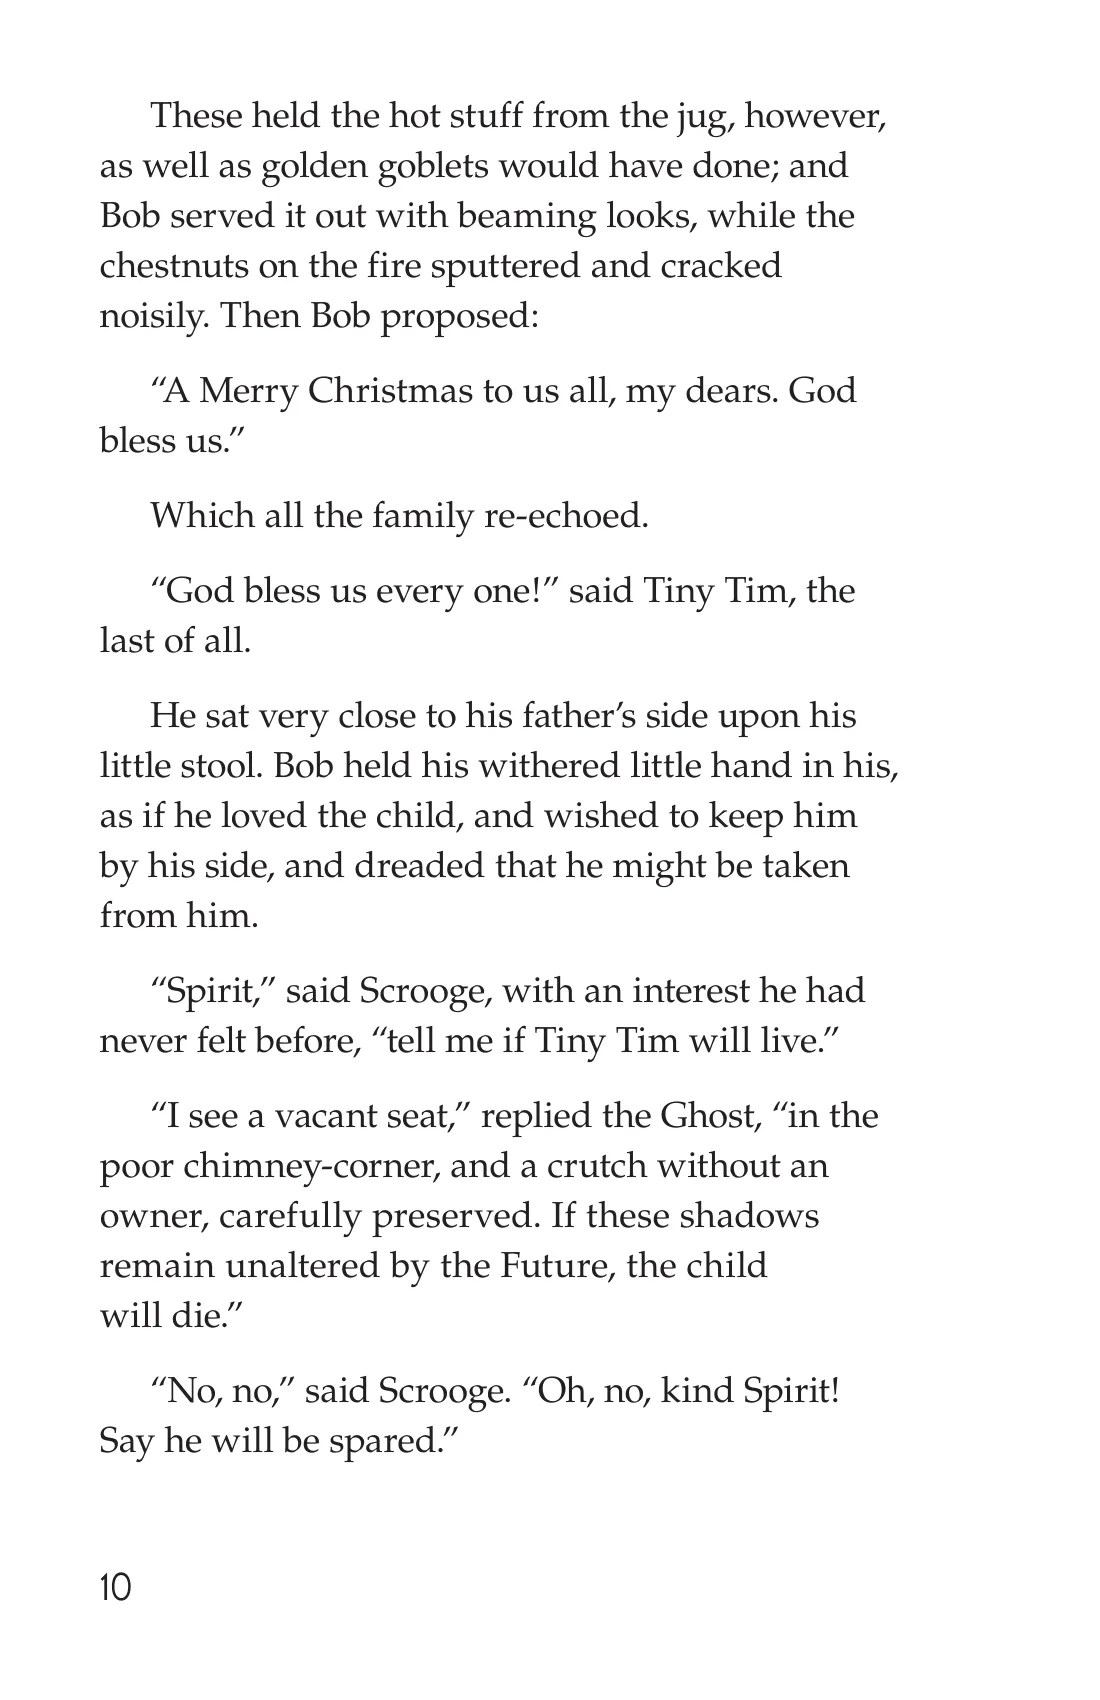 These held the hot stuff from the jug, however,
as well as golden goblets would have done; and
Bob served it out with beaming looks, while the
chestnuts on the fire sputtered and cracked
noisily. Then Bob proposed:
“A Merry Christmas to us all, my dears. God
bless us.”
Which all the family re-echoed.
“God bless us every one!” said Tiny Tim, the
last of all.
He sat very close to his father’s side upon his
little stool. Bob held his withered little hand in his,
as if he loved the child, and wished to keep him
by his side, and dreaded that he might be taken
from him.
“Spirit,” said Scrooge, with an interest he had
never felt before, “tell me if Tiny Tim will live.”
“I see a vacant seat,” replied the Ghost, “in the
poor chimney-corner, and a crutch without an
owner, carefully preserved. If these shadows
remain unaltered by the Future, the child
will die.”
“No, no,” said Scrooge. “Oh, no, kind Spirit!
Say he will be spared.”
10